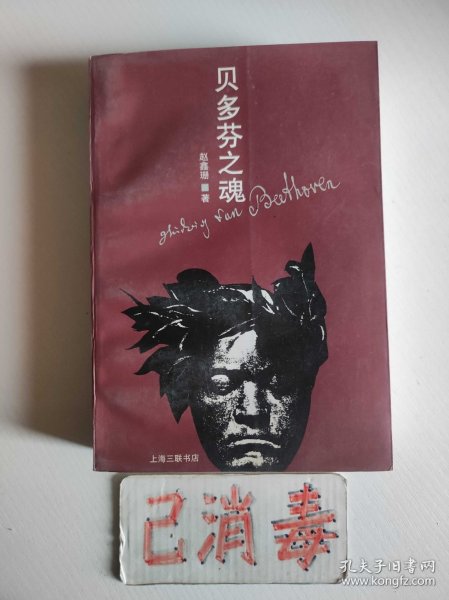 贝多芬之魂
赵鑫珊 著
Ludwig van Beethoven
上海三联书店
己消毒
孔夫子旧书网
www.kongfz.com